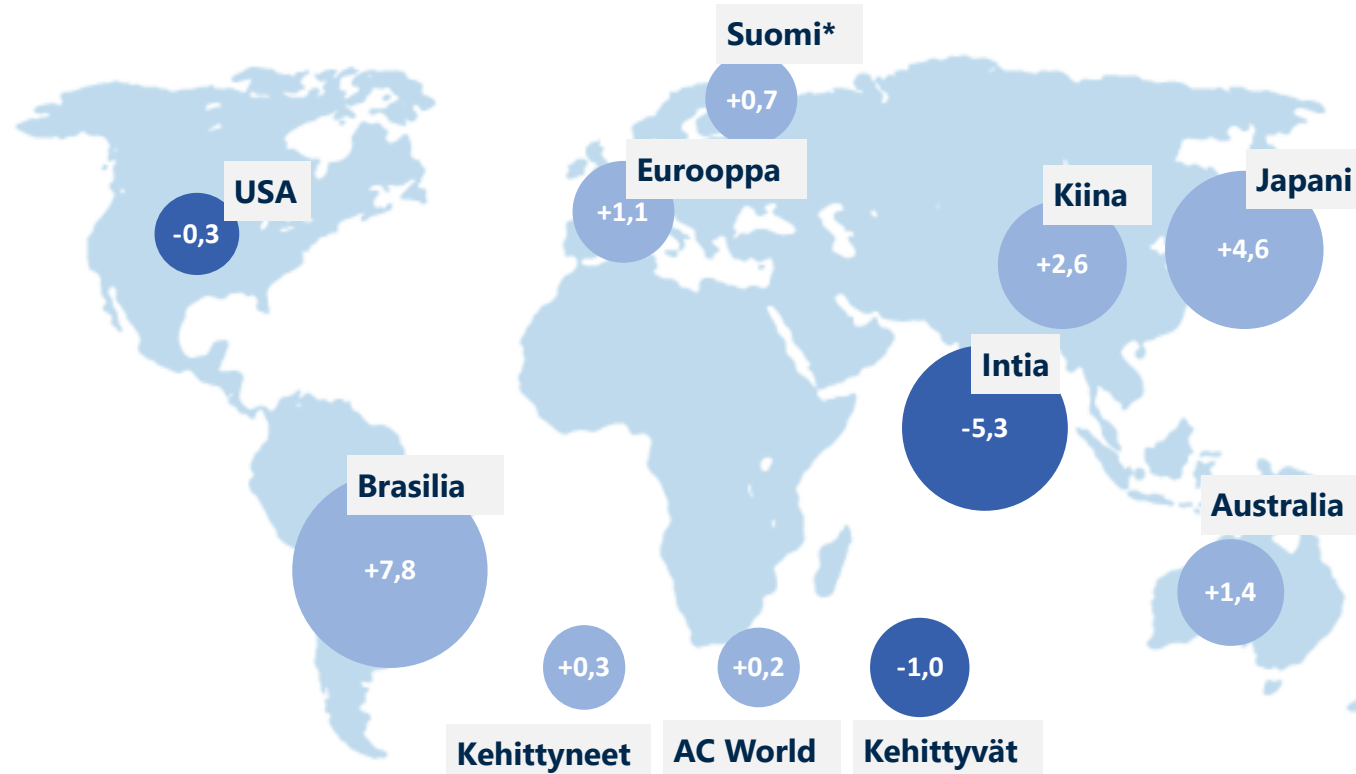 Suomi*
+0,7
Eurooppa
+1,1
USA
-0,3
Kiina
+2,6
Japani
+4,6
Intia
-5,3
Brasilia
+7,8
Australia
+1,4
+0,3
+0,2
-1,0
Kehittyneet
AC World
Kehittyvät